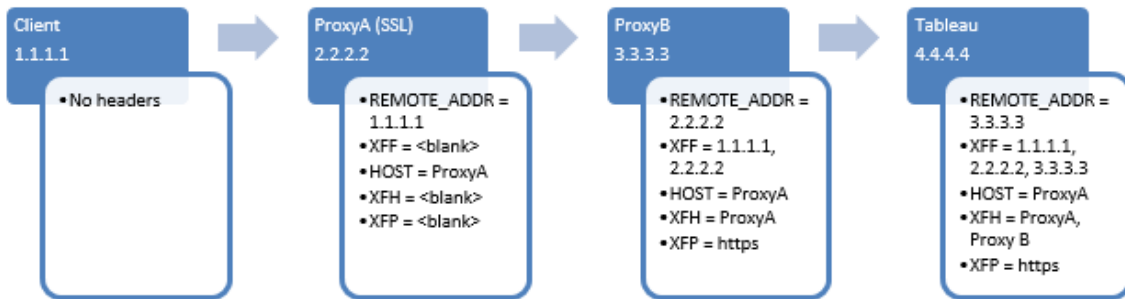 Client
1.1.1.1
•No headers
ProxyA (SSL)
2.2.2.2
•REMOTE_ADDR =
1.1.1.1
•XFF = <blank>
•HOST = ProxyA
•XFH = <blank>
•XFP = <blank>
ProxyB
3.3.3.3
•REMOTE_ADDR =
2.2.2.2
•XFF = 1.1.1.1,
2.2.2.2
•HOST = ProxyA
•XFH = ProxyA
•XFP = https
Tableau
4.4.4.4
•REMOTE_ADDR =
3.3.3.3
•XFF = 1.1.1.1,
2.2.2.2, 3.3.3.3
•HOST = ProxyA
•XFH = ProxyA,
Proxy B
•XFP = https